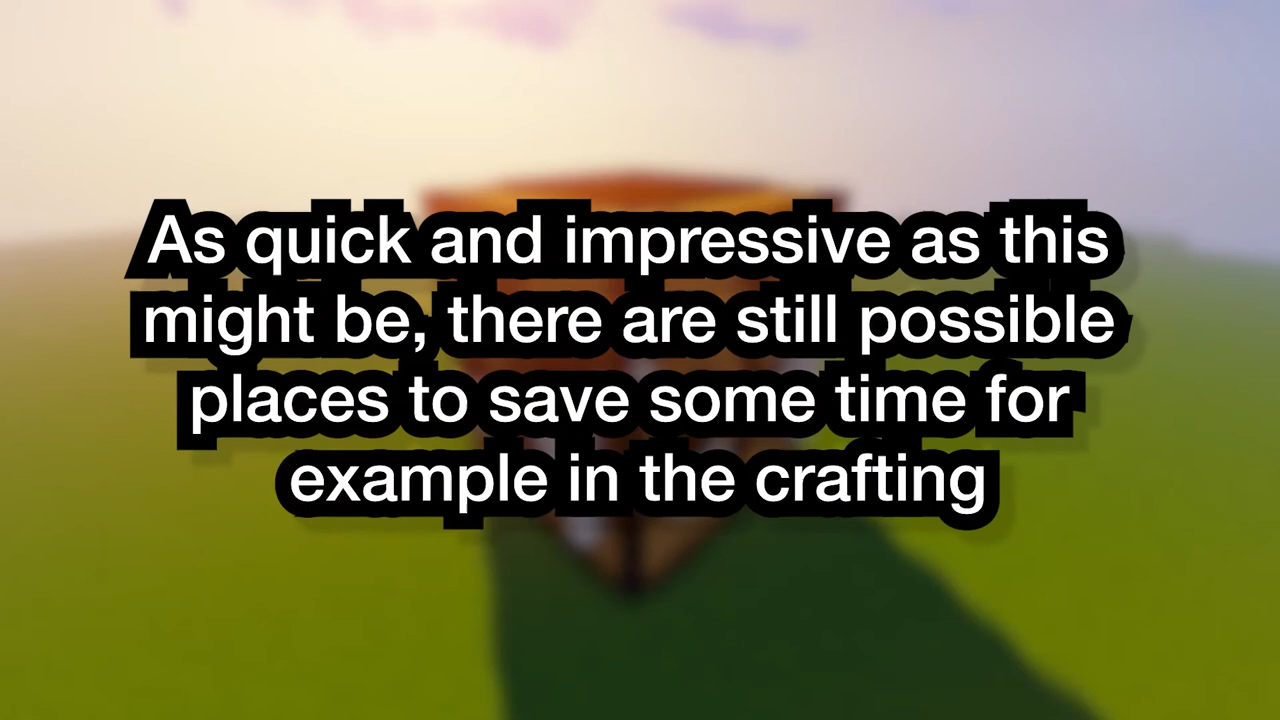 As quick and impressive as this
might be, there are still possible
places to save some time for
example in the crafting